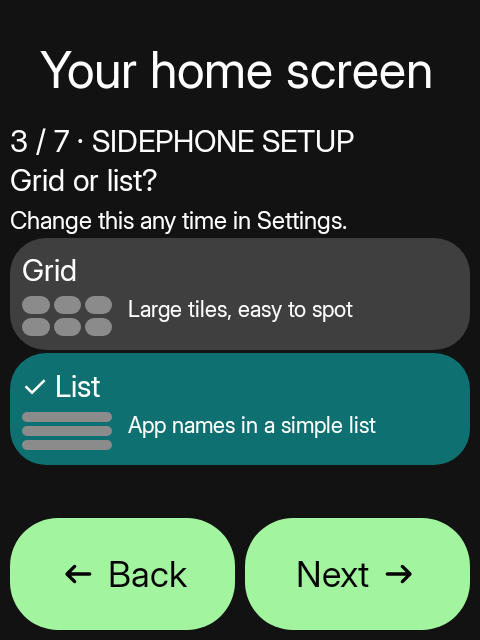 Your home screen
3 / 7 · SIDEPHONE SETUP
Grid or list?
Change this any time in Settings.
Grid
Large tiles, easy to spot
List
App names in a simple list
Back
Next